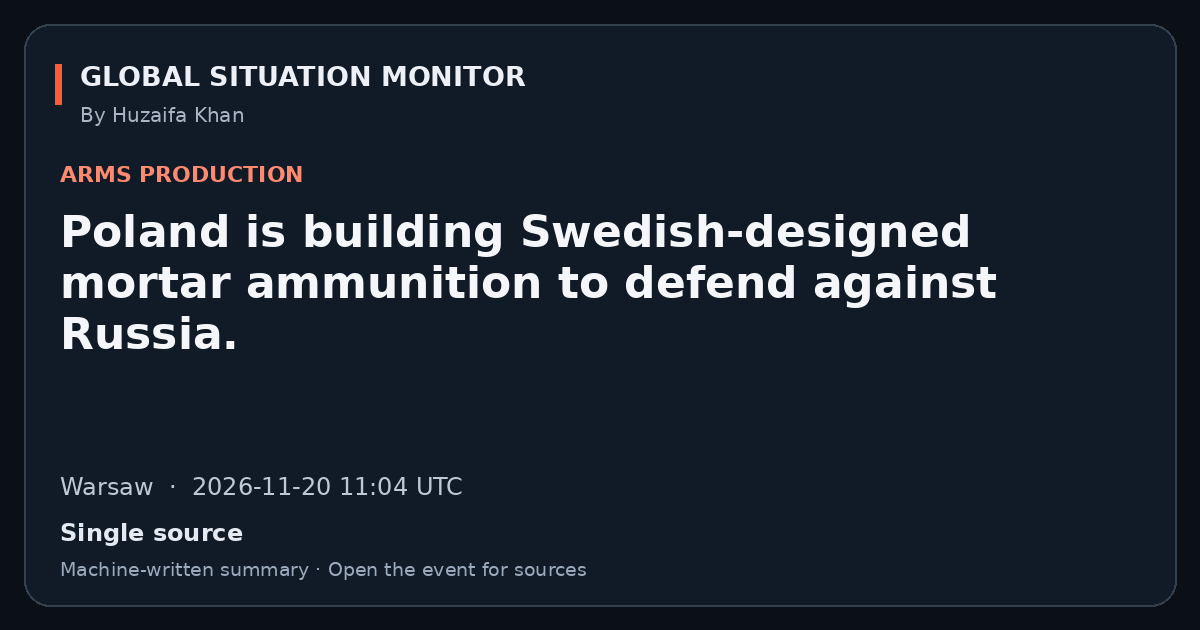 GLOBAL SITUATION MONITOR
By Huzaifa Khan
ARMS PRODUCTION
Poland is building Swedish-designed
mortar ammunition to defend against
Russia.
Warsaw · 2026-11-20 11:04 UTC
Single source
Machine-written summary · Open the event for sources